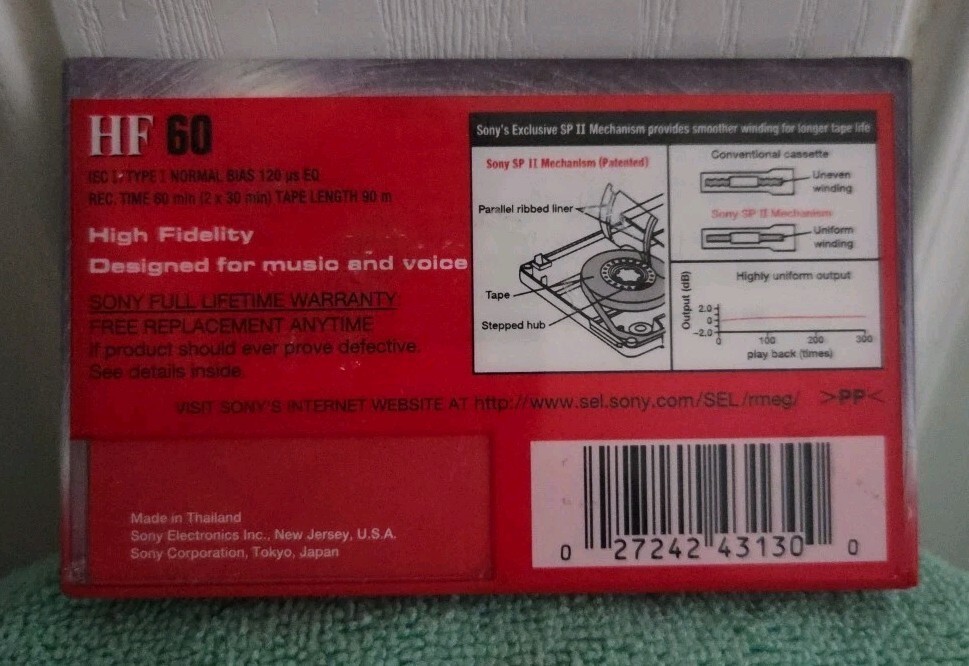 HF 60
IEC I • TYPE I NORMAL BIAS 120 µs EQ
REC. TIME 60 min (2 x 30 min) TAPE LENGTH 90 m
High Fidelity
Designed for music and voice
SONY FULL LIFETIME WARRANTY
FREE REPLACEMENT ANYTIME
If product should ever prove defective.
See details inside.
Sony's Exclusive SP II Mechanism provides smoother winding for longer tape life
Sony SP II Mechanism (Patented)
Parallel ribbed liner
Tape
Stepped hub
Conventional cassette
Uneven
winding
Sony SP II Mechanism
Uniform
winding
Highly uniform output
Output (dB)
2.0
0
-2.0
0 100 200 300
play back (times)
VISIT SONY'S INTERNET WEBSITE AT http://www.sel.sony.com/SEL/rmeg/ >PP<
Made in Thailand
Sony Electronics Inc., New Jersey, U.S.A.
Sony Corporation, Tokyo, Japan
0 27242 43130 0